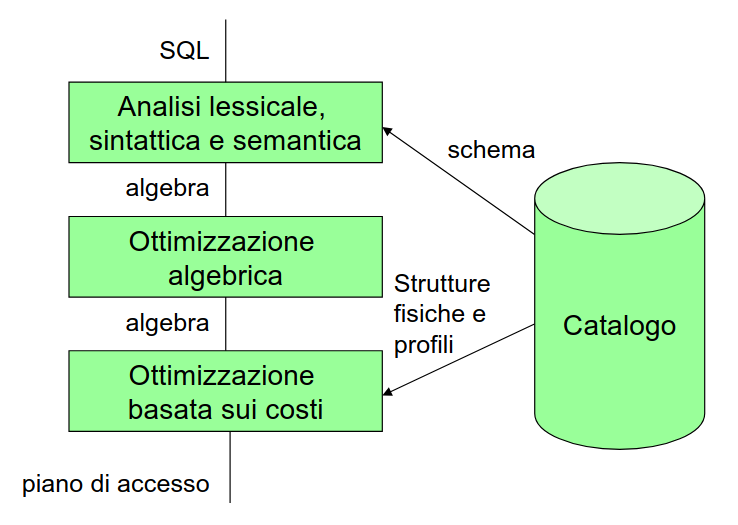 SQL
Analisi lessicale,
sintattica e semantica
schema
algebra
Ottimizzazione
algebrica
Strutture
fisiche e
profili
Catalogo
algebra
Ottimizzazione
basata sui costi
piano di accesso